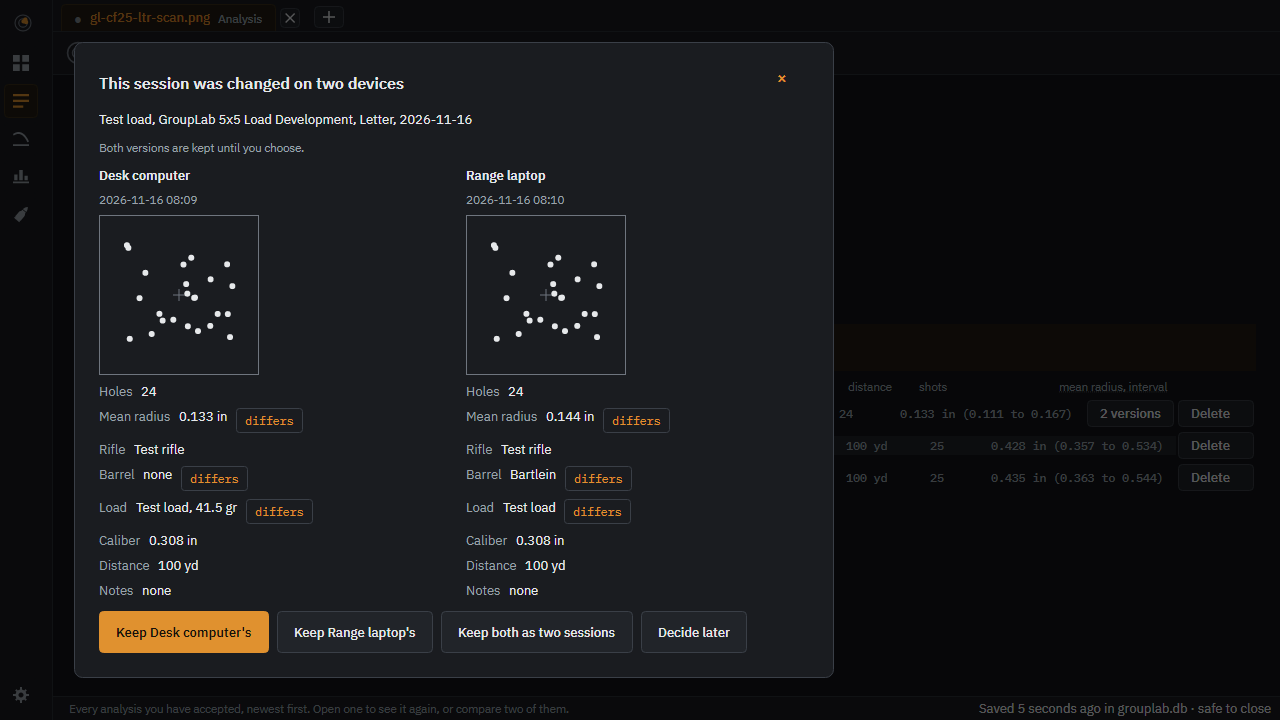 gl-cf25-ltr-scan.png Analysis
This session was changed on two devices
Test load, GroupLab 5x5 Load Development, Letter, 2026-11-16
Both versions are kept until you choose.
Desk computer
2026-11-16 08:09
Holes 24
Mean radius 0.133 in differs
Rifle Test rifle
Barrel none differs
Load Test load, 41.5 gr differs
Caliber 0.308 in
Distance 100 yd
Notes none
Range laptop
2026-11-16 08:10
Holes 24
Mean radius 0.144 in differs
Rifle Test rifle
Barrel Bartlein differs
Load Test load differs
Caliber 0.308 in
Distance 100 yd
Notes none
Keep Desk computer's
Keep Range laptop's
Keep both as two sessions
Decide later
distance shots mean radius, interval
24 0.133 in (0.111 to 0.167) 2 versions Delete
100 yd 25 0.428 in (0.357 to 0.534) Delete
100 yd 25 0.435 in (0.363 to 0.544) Delete
Every analysis you have accepted, newest first. Open one to see it again, or compare two of them.
Saved 5 seconds ago in grouplab.db · safe to close